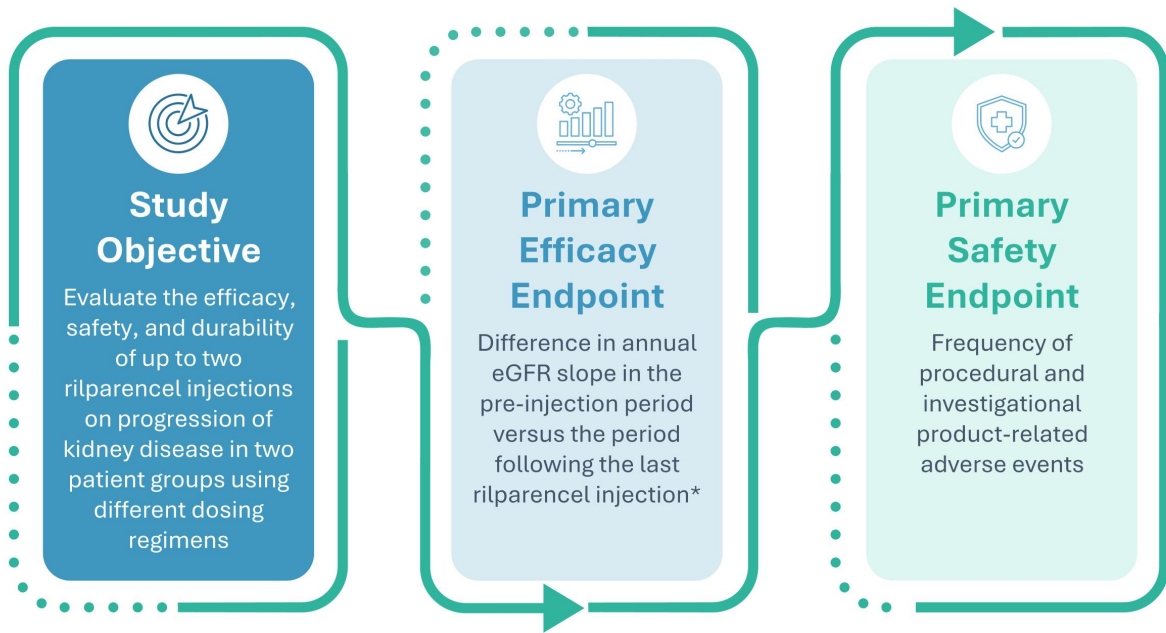 Study
Objective
Evaluate the efficacy,
safety, and durability
of up to two
rilparencel injections
on progression of
kidney disease in two
patient groups using
different dosing
regimens
Primary
Efficacy
Endpoint
Difference in annual
eGFR slope in the
pre-injection period
versus the period
following the last
rilparencel injection*
Primary
Safety
Endpoint
Frequency of
procedural and
investigational
product-related
adverse events